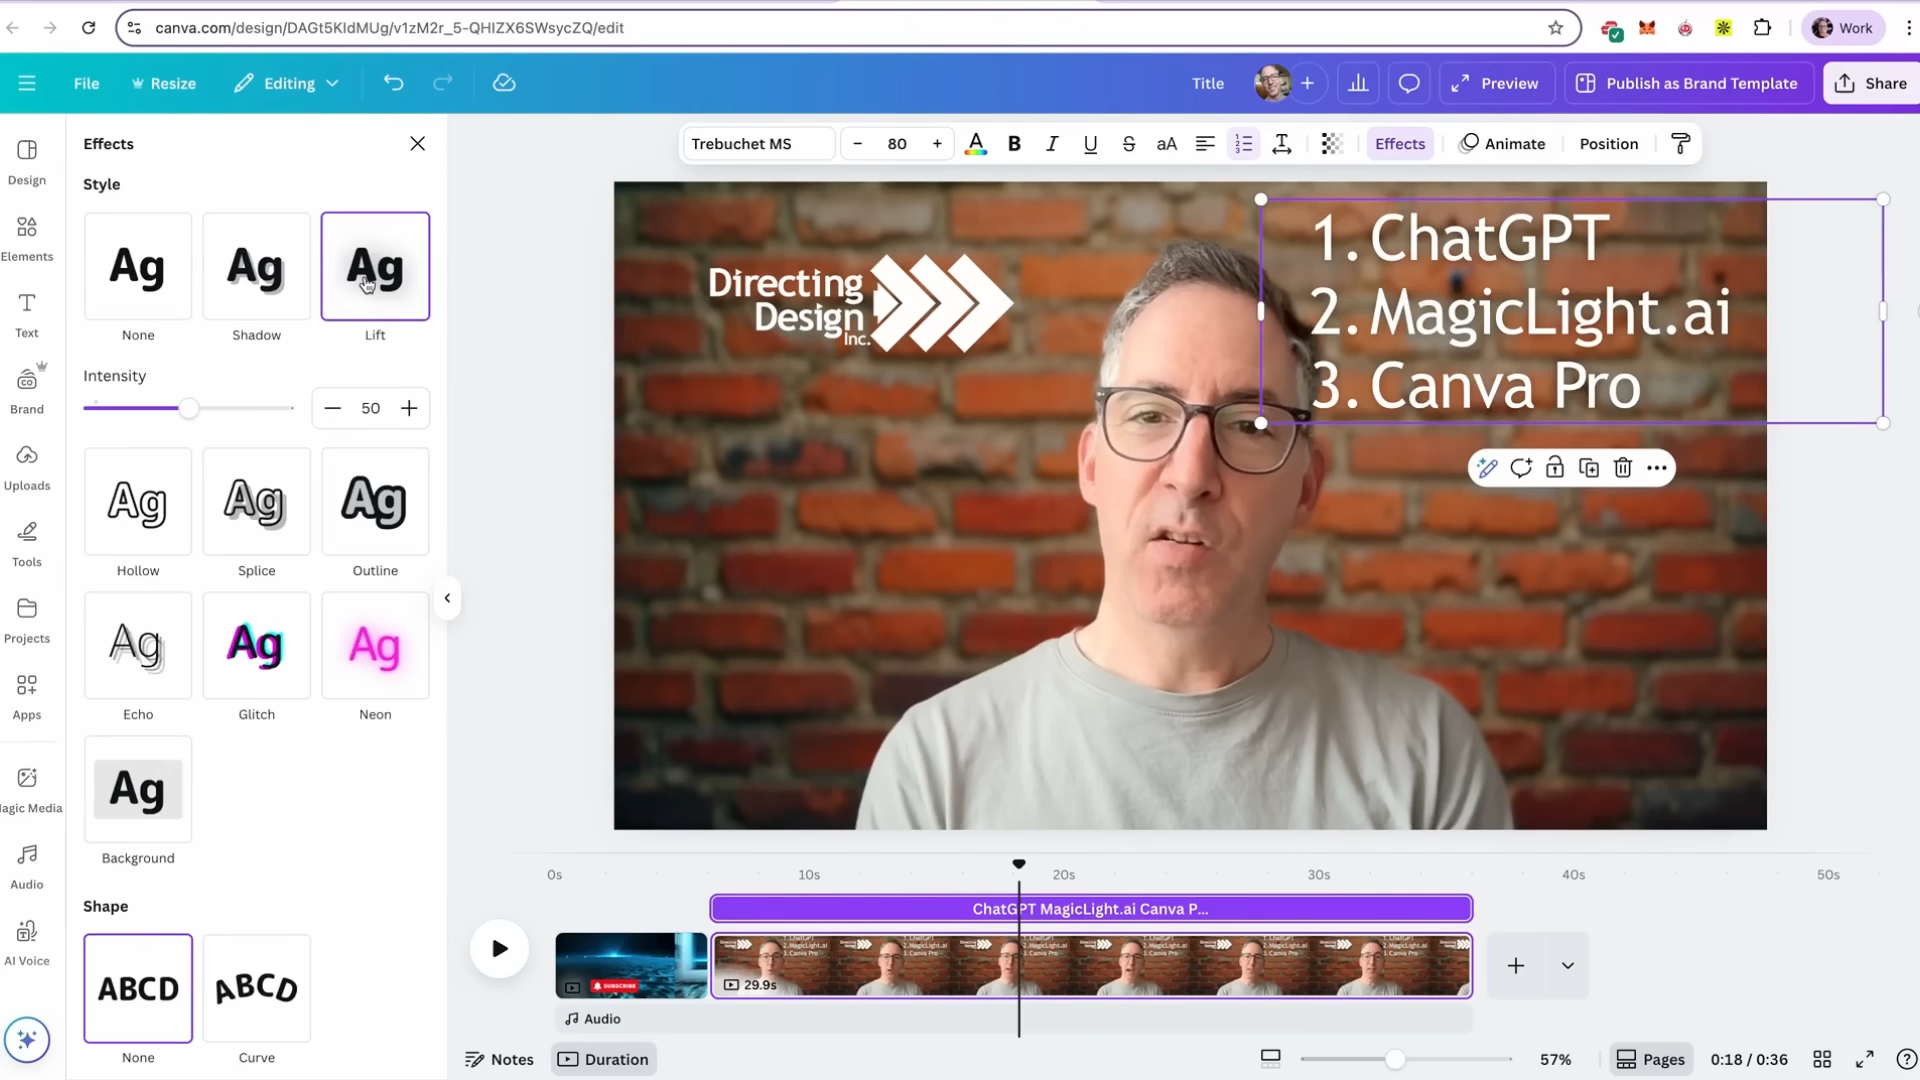 canva.com/design/DAGt5KIdMUg/v1zM2r_5-QHIZX6SWsycZQ/edit
Work
File
Resize
Editing
Title
Preview
Publish as Brand Template
Share
Effects
Trebuchet MS
80
A
B
I
U
S
aA
Effects
Animate
Position
Design
Elements
Text
Brand
Uploads
Tools
Projects
Apps
Magic Media
Audio
AI Voice
Style
Ag
Ag
Ag
None
Shadow
Lift
Intensity
50
Ag
Ag
Ag
Hollow
Splice
Outline
Ag
Ag
Ag
Echo
Glitch
Neon
Ag
Background
Shape
ABCD
ABCD
None
Curve
Directing
Design
Inc.
1. ChatGPT
2. MagicLight.ai
3. Canva Pro
0s
10s
20s
30s
40s
50s
ChatGPT MagicLight.ai Canva P...
SUBSCRIBE
29.9s
Audio
Notes
Duration
57%
Pages
0:18 / 0:36